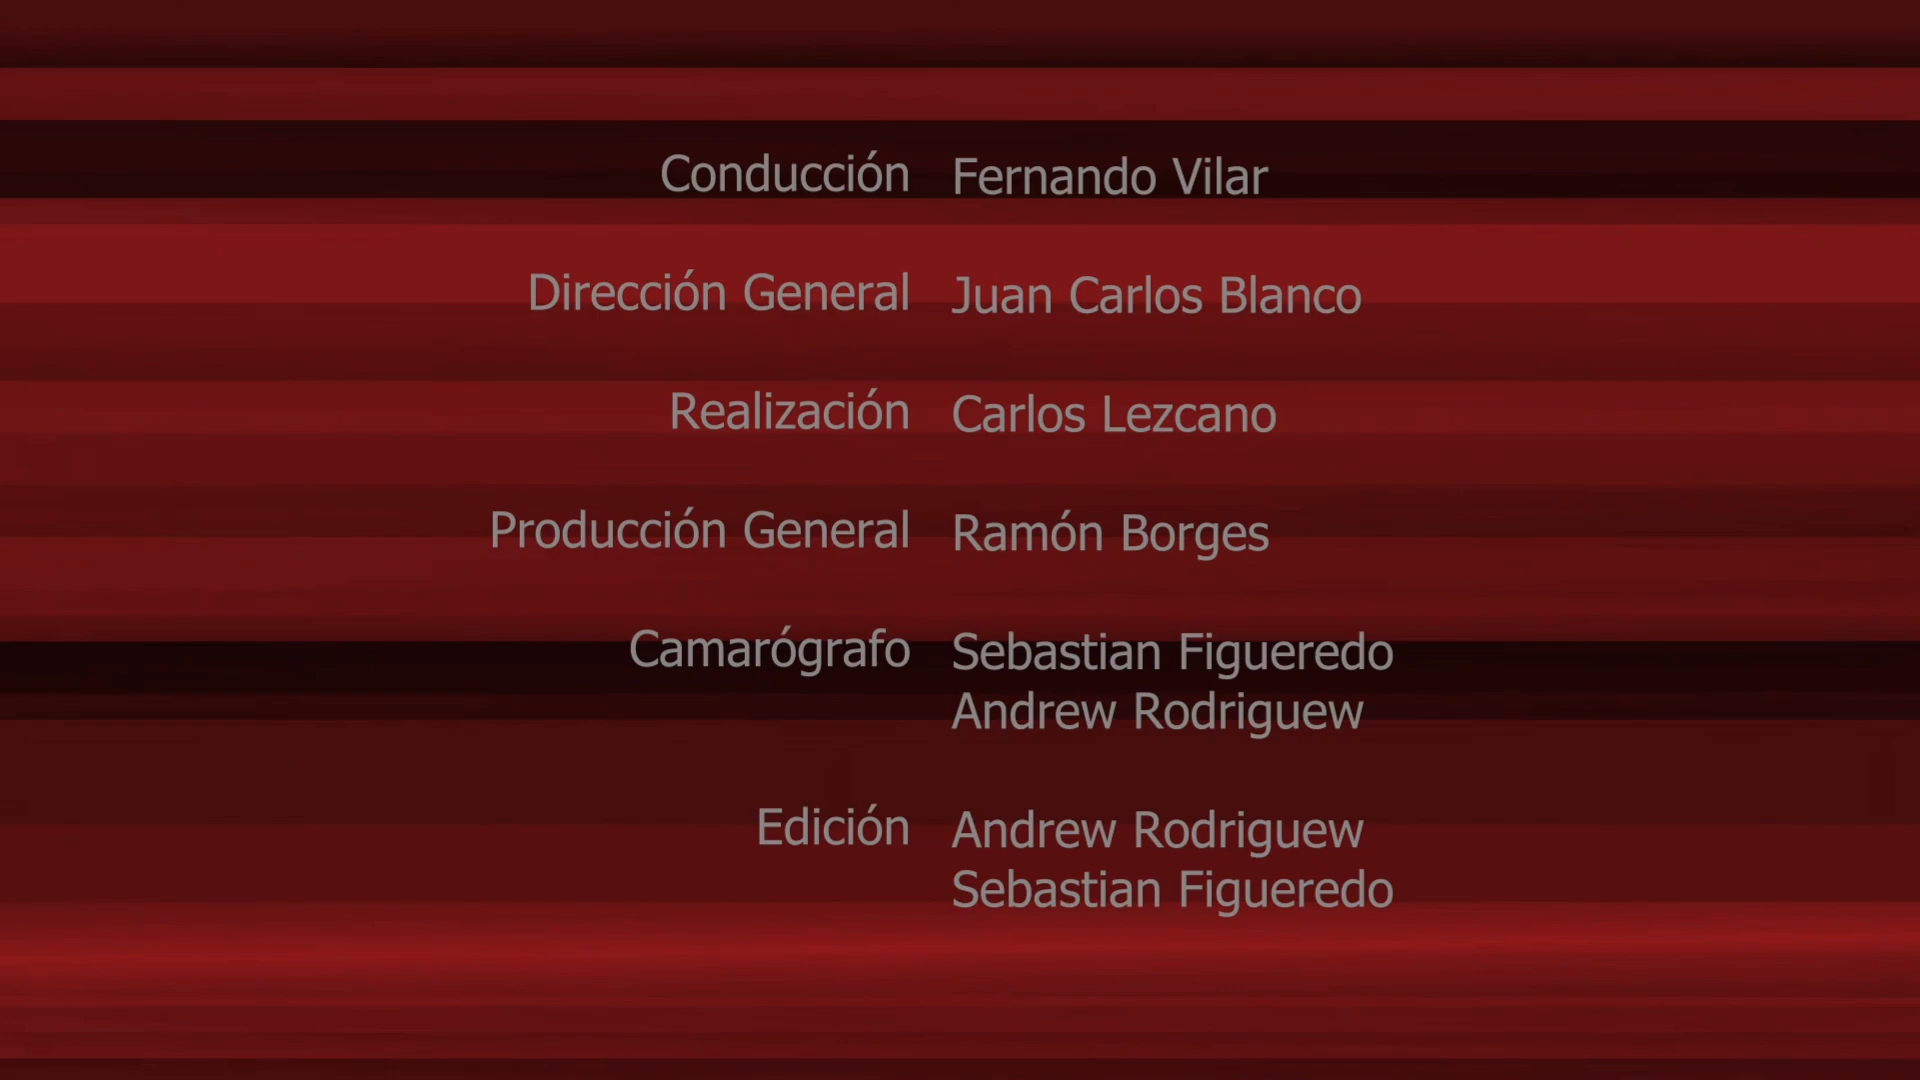 Conducción Fernando Vilar
Dirección General Juan Carlos Blanco
Realización Carlos Lezcano
Producción General Ramón Borges
Camarógrafo Sebastian Figueredo
Andrew Rodriguew
Edición Andrew Rodriguew
Sebastian Figueredo